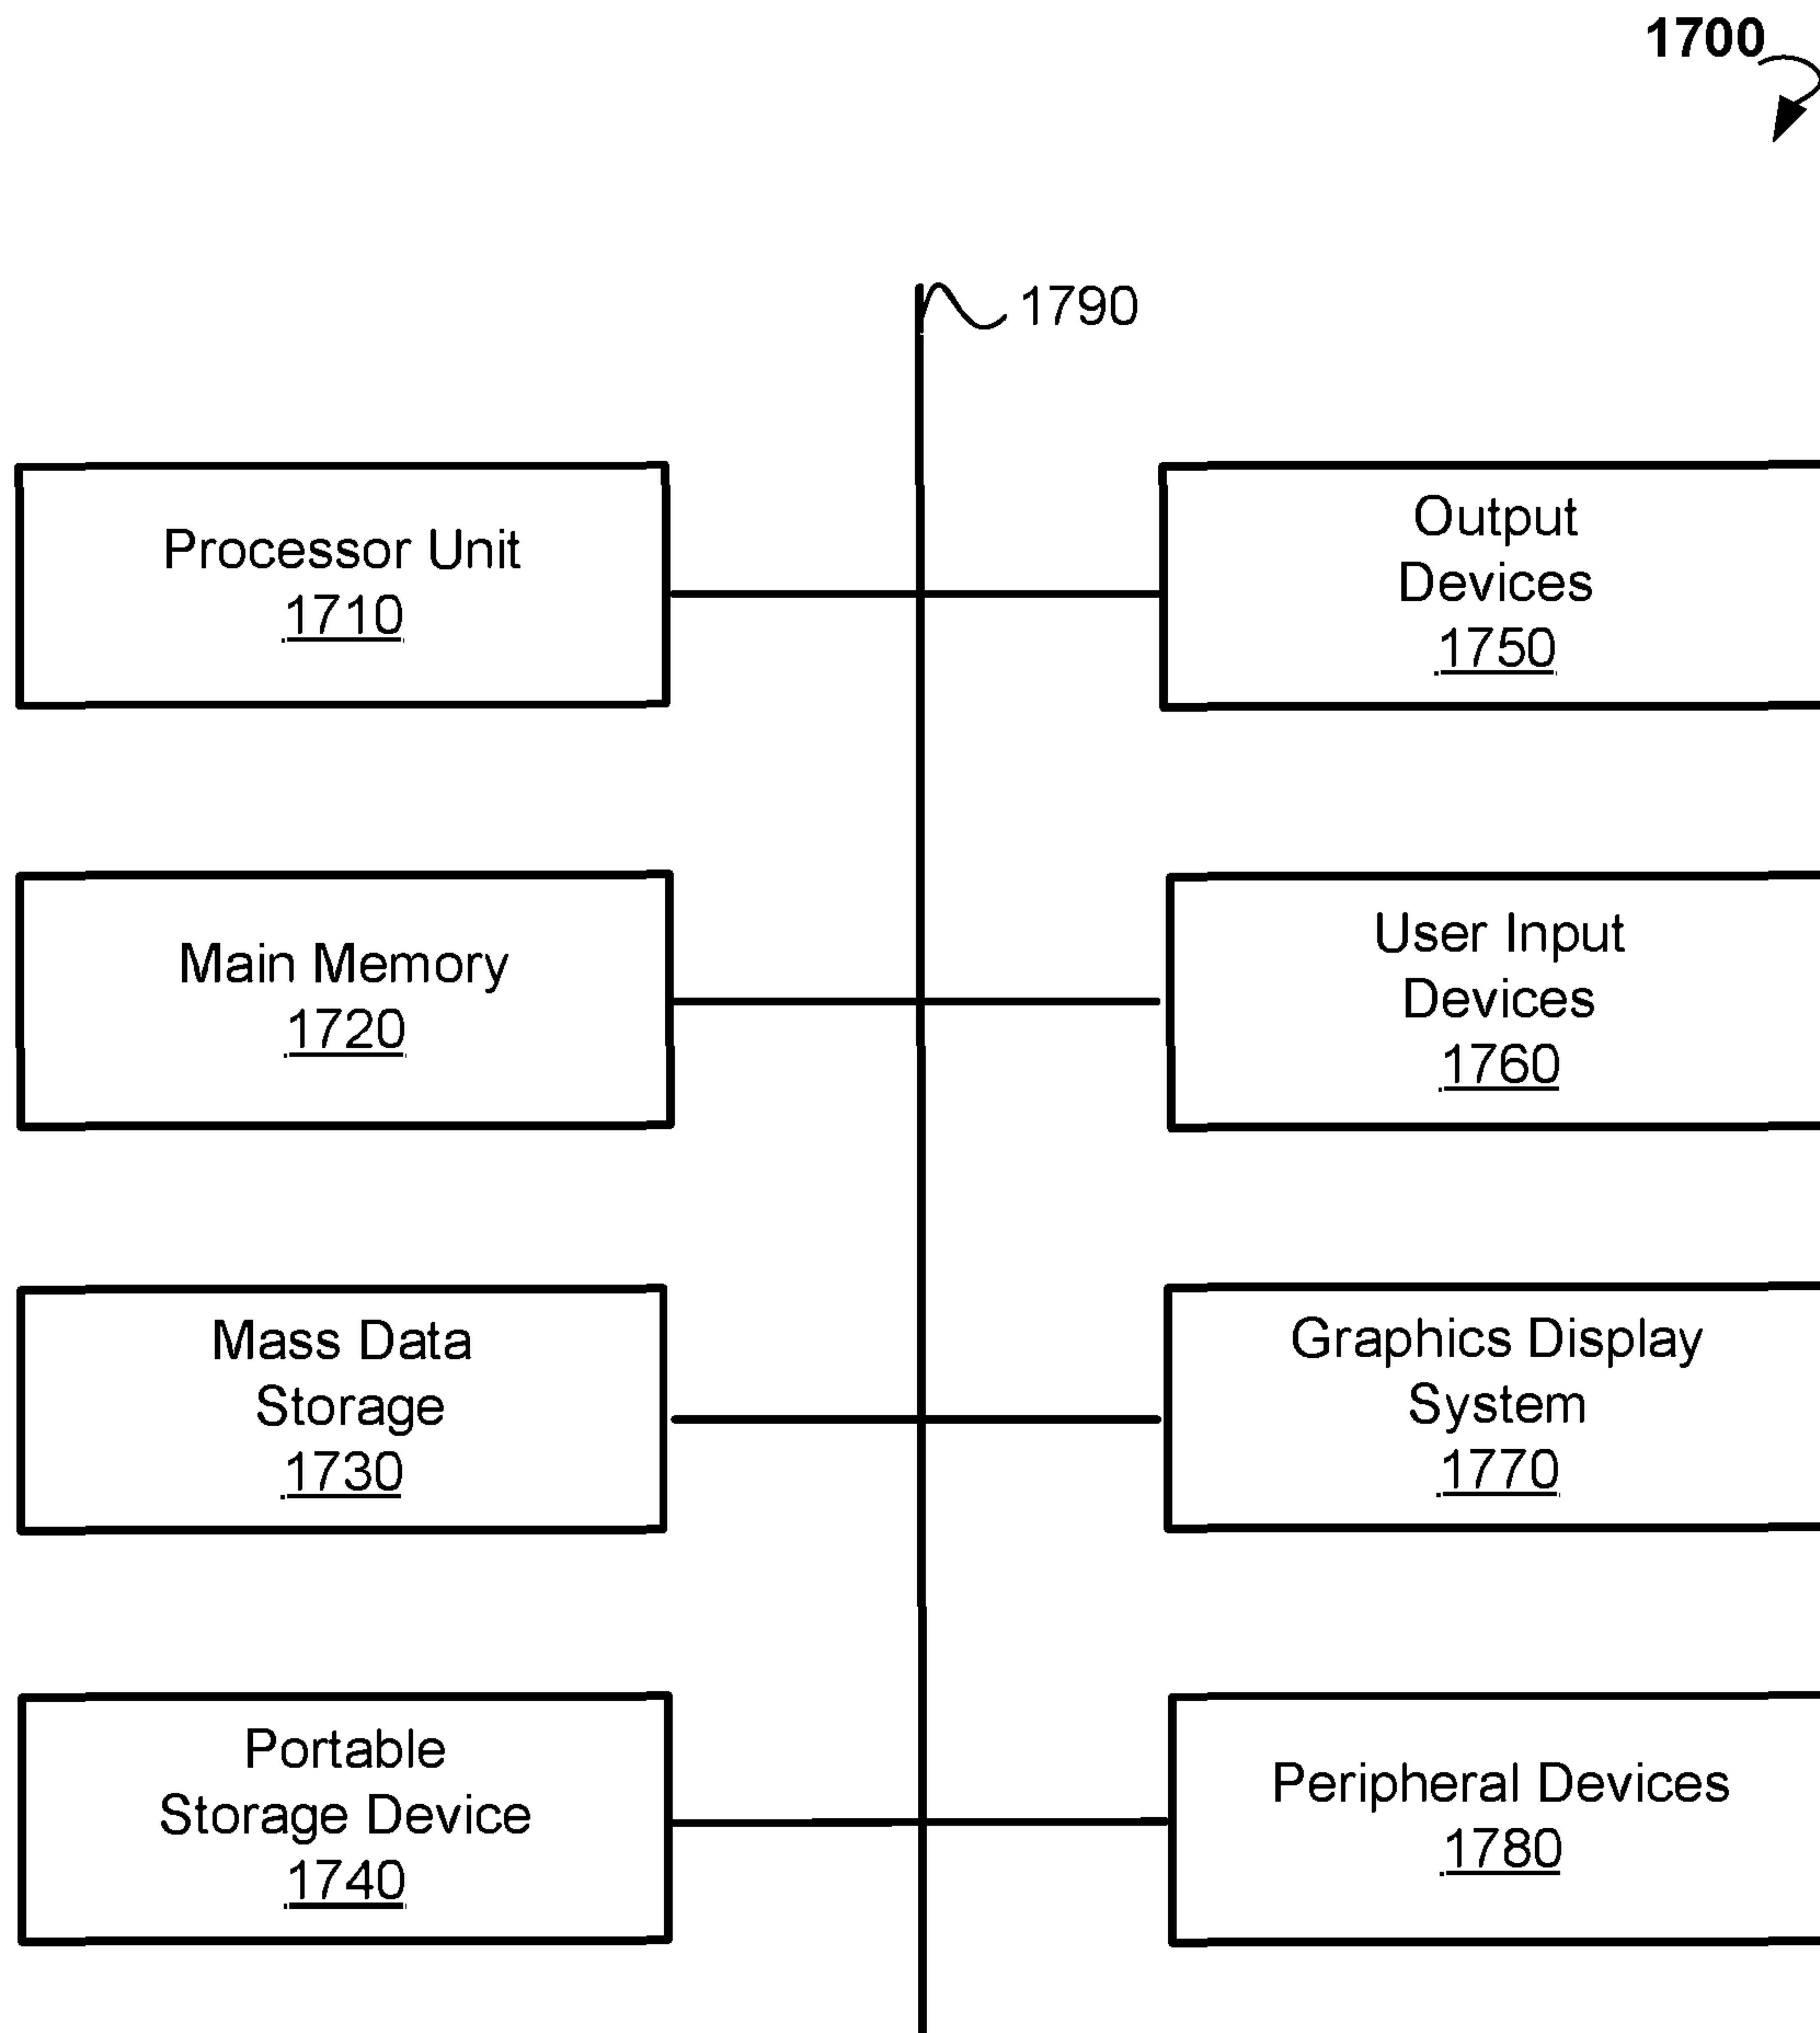 1700
1790
Processor Unit
1710
Output
Devices
1750
Main Memory
1720
User Input
Devices
1760
Mass Data
Storage
1730
Graphics Display
System
1770
Portable
Storage Device
1740
Peripheral Devices
1780